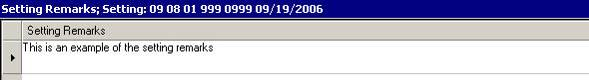 Setting Remarks; Setting: 09 08 01 999 0999 09/19/2006
Setting Remarks
This is an example of the setting remarks